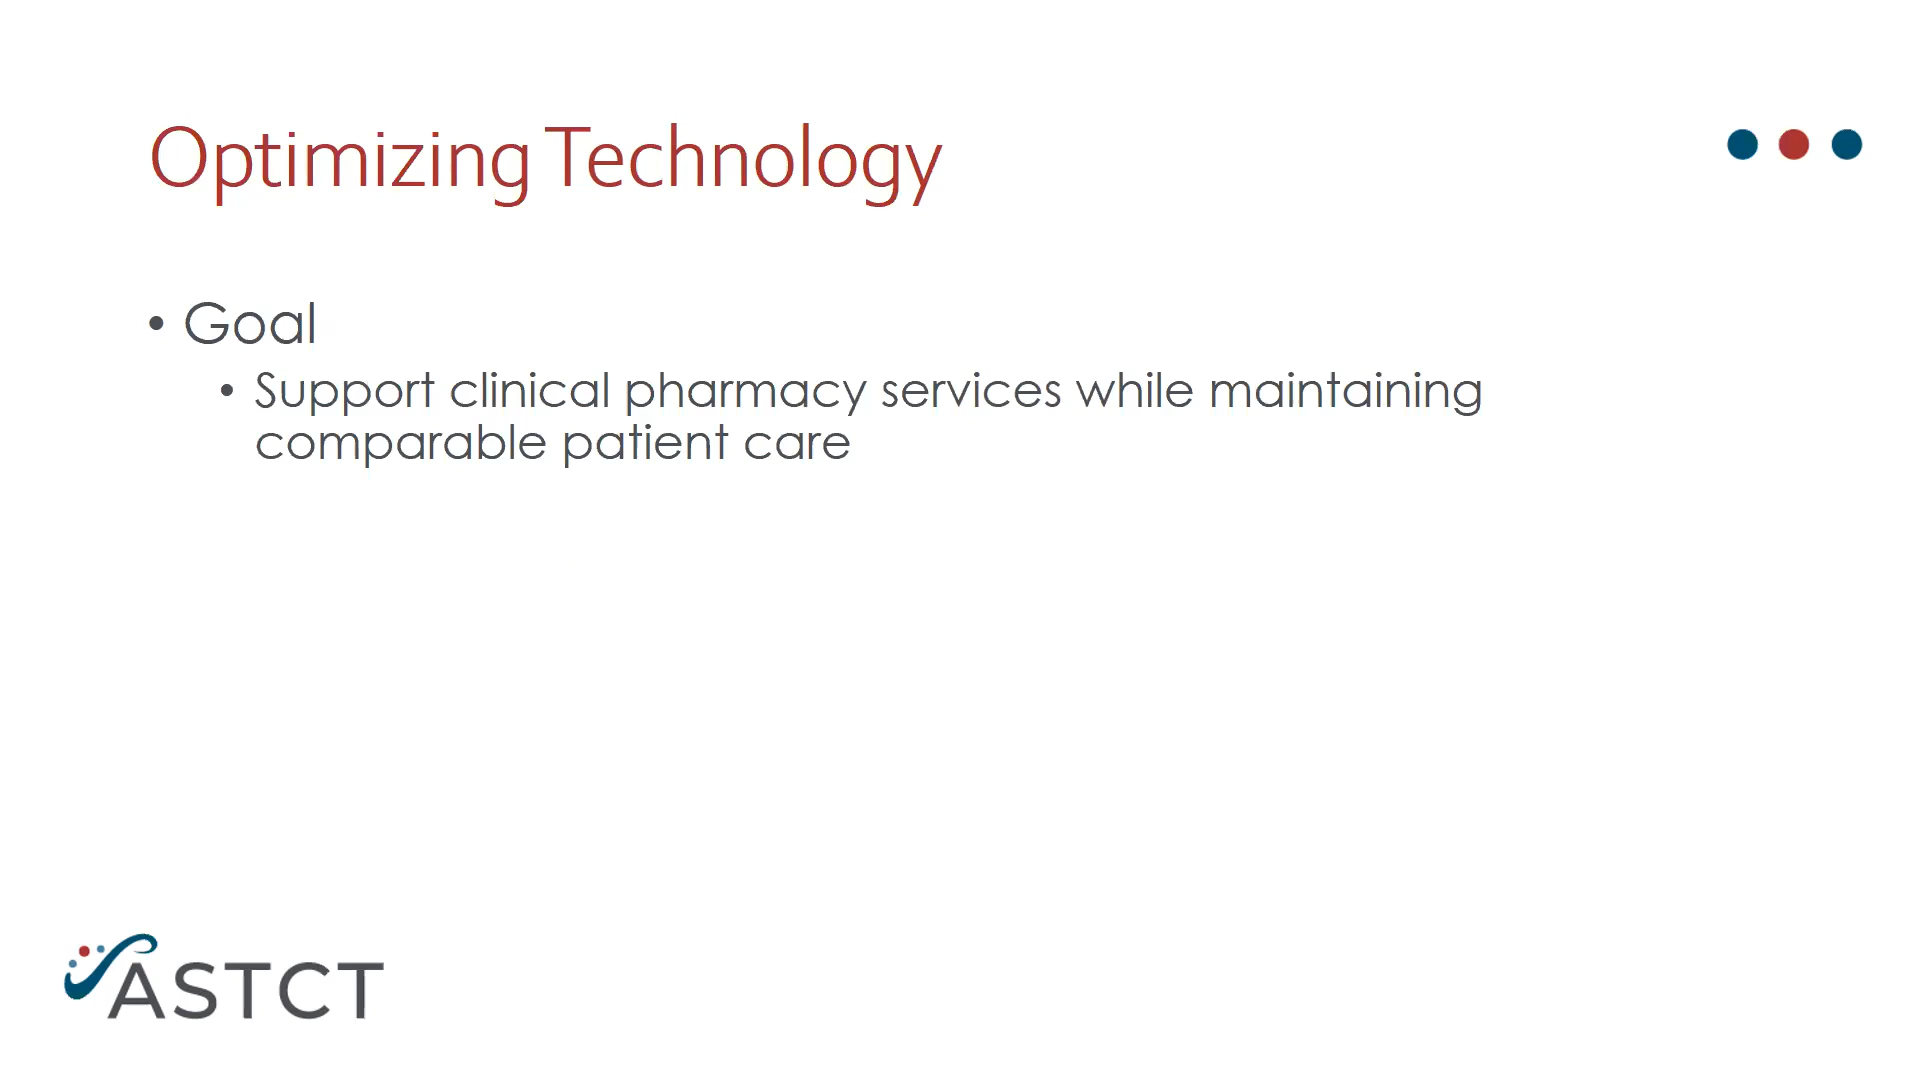 Optimizing Technology
• Goal
• Support clinical pharmacy services while maintaining
comparable patient care
ASTCT